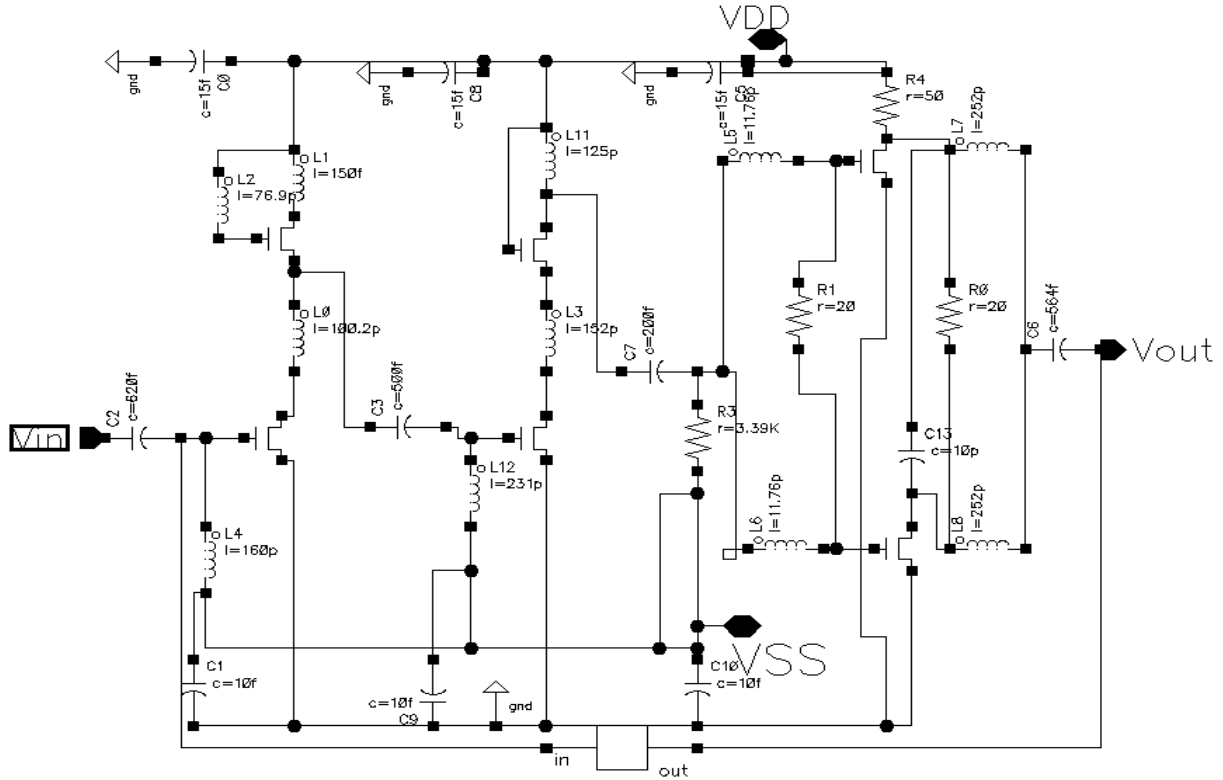 VDD
gnd
c=15f
C0
gnd
c=15f
C8
gnd
c=15f
C5
R4
r=50
L1
l=150f
L2
l=76.9p
L11
l=125p
L5
l=11.76p
L7
l=252p
L0
l=100.2p
L3
l=152p
C7
c=200f
R1
r=20
R0
r=20
C6
c=564f
Vout
Vin
C2
c=620f
C3
c=500f
R3
r=3.39K
C13
c=10p
L12
l=231p
L4
l=160p
L6
l=11.76p
L8
l=252p
VSS
C1
c=10f
c=10f
C9
gnd
C10
c=10f
in
out